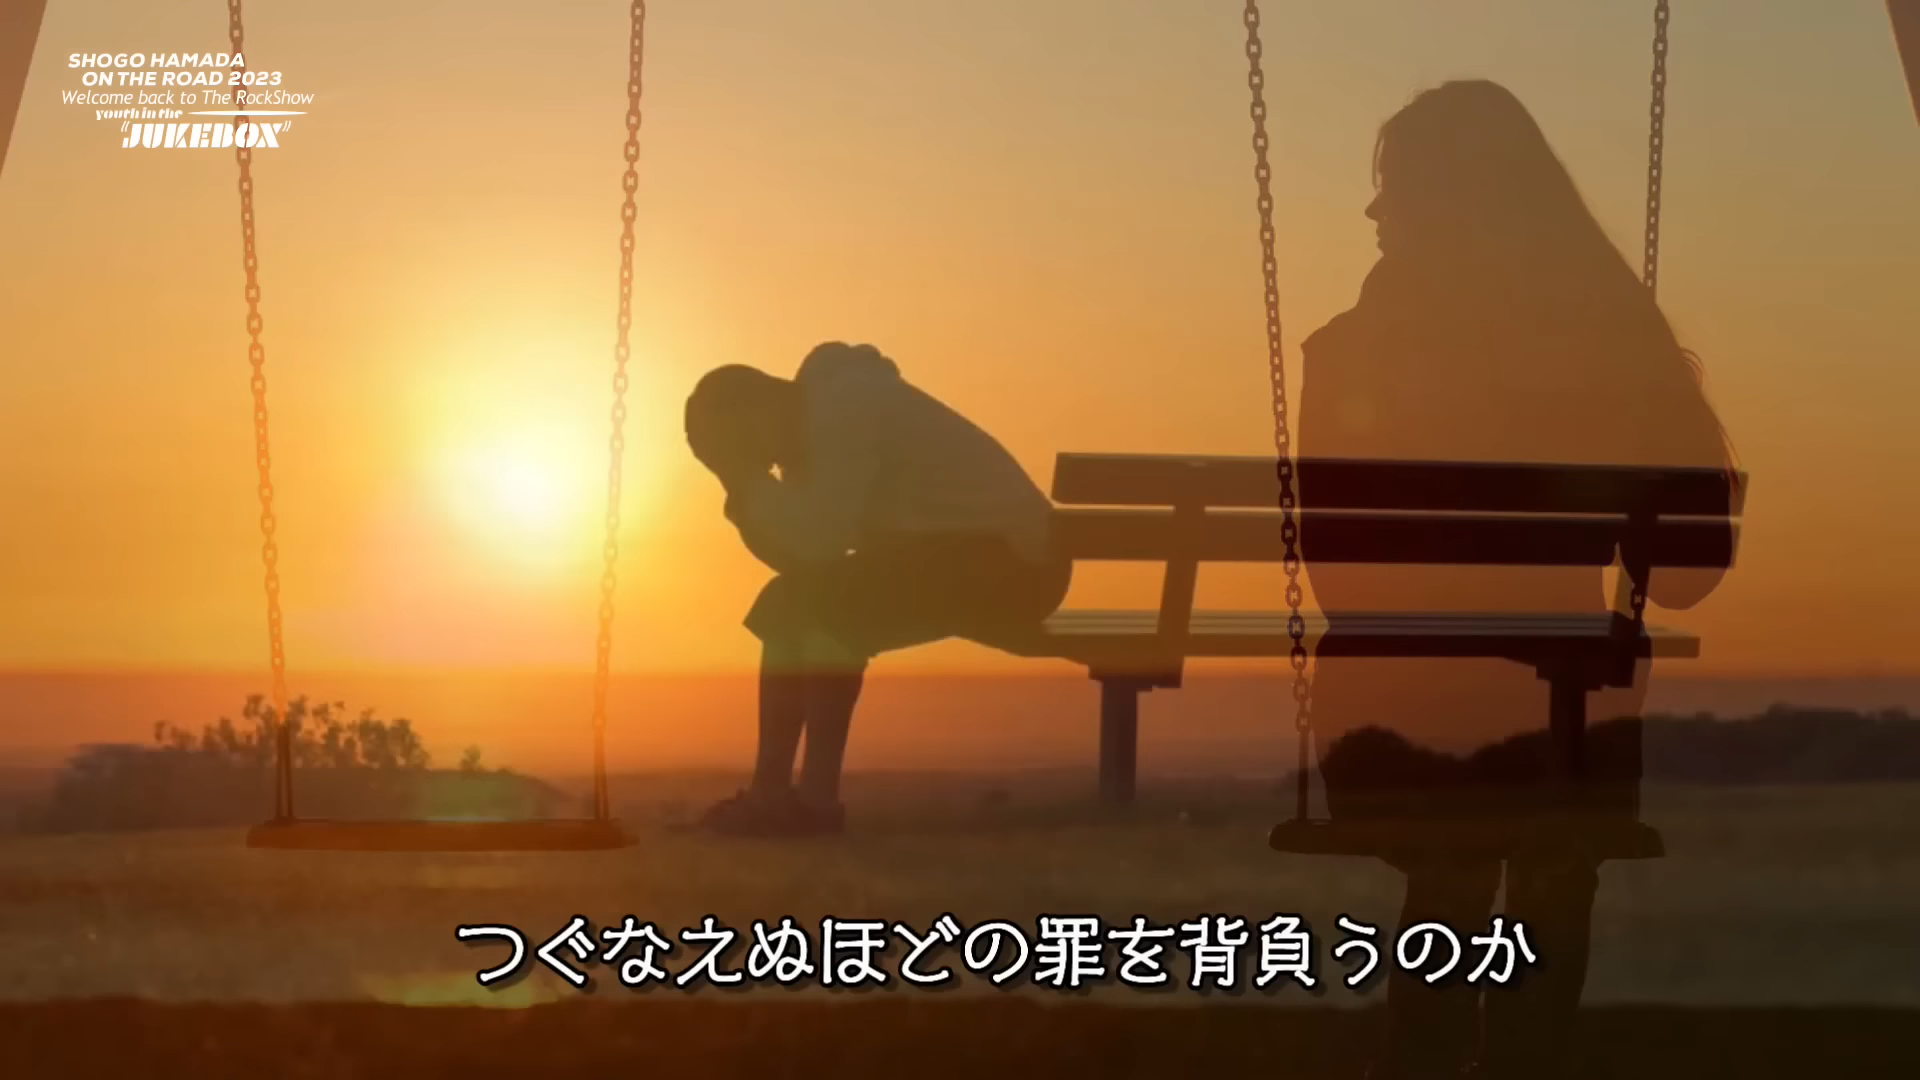 SHOGO HAMADA
ON THE ROAD 2023
Welcome back to The RockShow
youth in the
"JUKEBOX"
つぐなえぬほどの罪を背負うのか